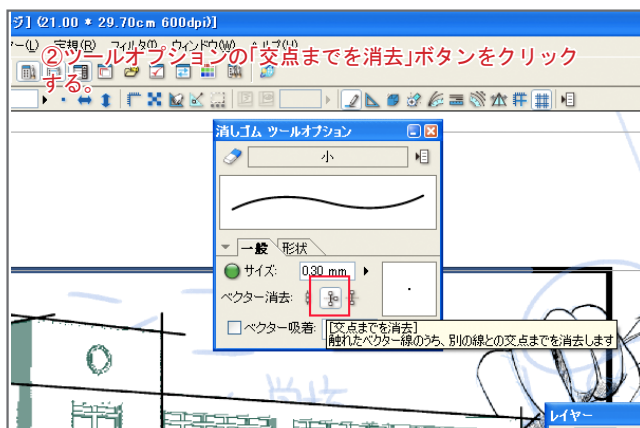 ジ] (21.00 * 29.70cm 600dpi)]
ー(L) 定規(R) フィルタ(I) ウィンドウ(W) ヘルプ(H)
②ツールオプションの「交点までを消去」ボタンをクリック
する。
消しゴム ツールオプション
小
一般 形状
サイズ: 0.30 mm
ベクター消去:
ベクター吸着:
[交点までを消去]
触れたベクター線のうち、別の線との交点までを消去します
レイヤー